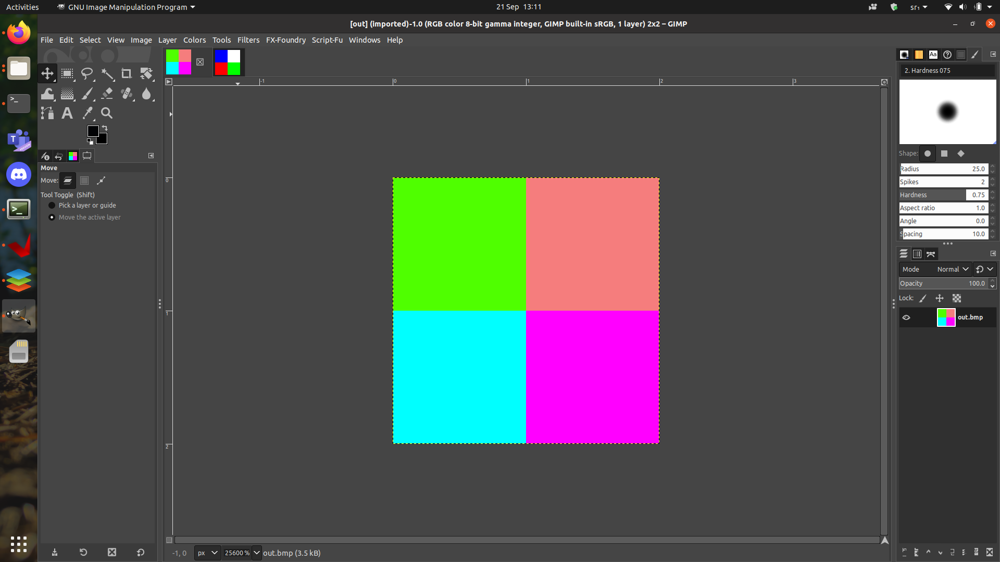 Activities
GNU Image Manipulation Program
21 Sep 13:11
sr₁
[out] (imported)-1.0 (RGB color 8-bit gamma integer, GIMP built-in sRGB, 1 layer) 2x2 – GIMP
File Edit Select View Image Layer Colors Tools Filters FX-Foundry Script-Fu Windows Help
Aa
2. Hardness 075
-1 0 1 2 3
0
1
2
Move
Move:
Tool Toggle (Shift)
Pick a layer or guide
Move the active layer
Shape:
Radius 25.0
Spikes 2
Hardness 0.75
Aspect ratio 1.0
Angle 0.0
Spacing 10.0
Mode Normal
Opacity 100.0
Lock:
out.bmp
-1, 0 px 25600 % out.bmp (3.5 kB)